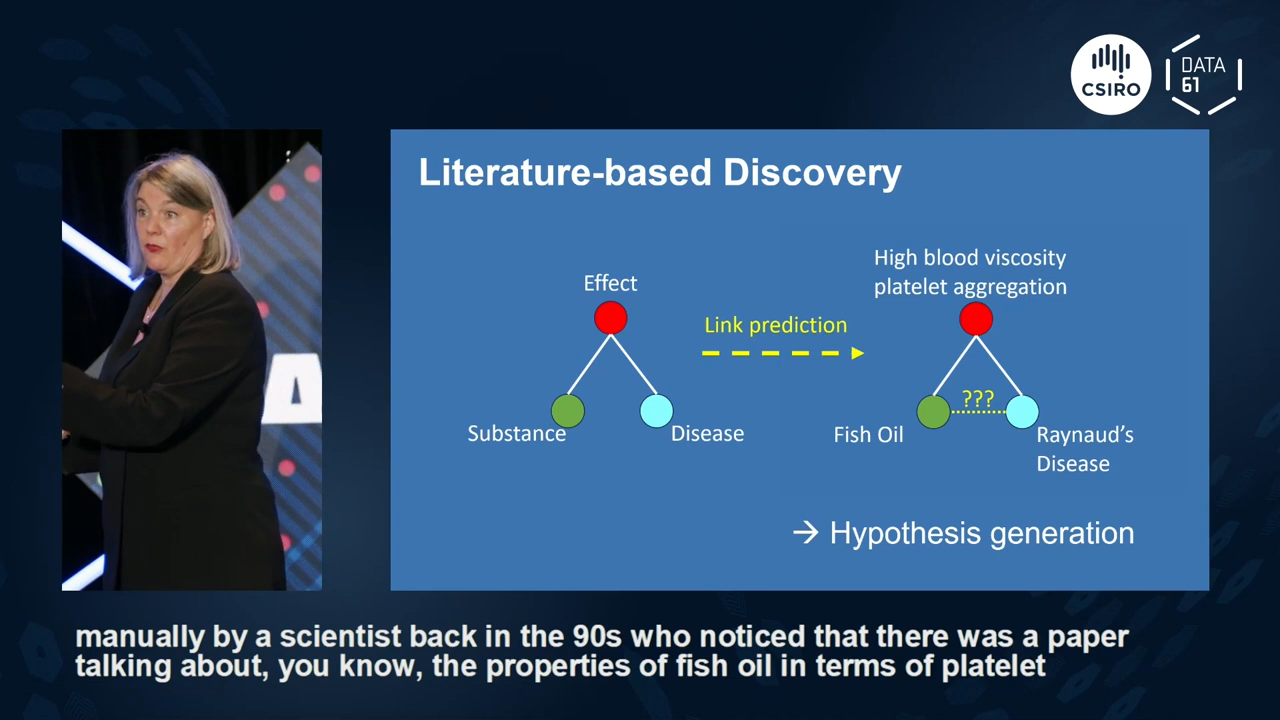 CSIRO
DATA
61
Literature-based Discovery
Effect
Substance
Disease
Link prediction
High blood viscosity
platelet aggregation
???
Fish Oil
Raynaud's
Disease
→ Hypothesis generation
A
manually by a scientist back in the 90s who noticed that there was a paper
talking about, you know, the properties of fish oil in terms of platelet